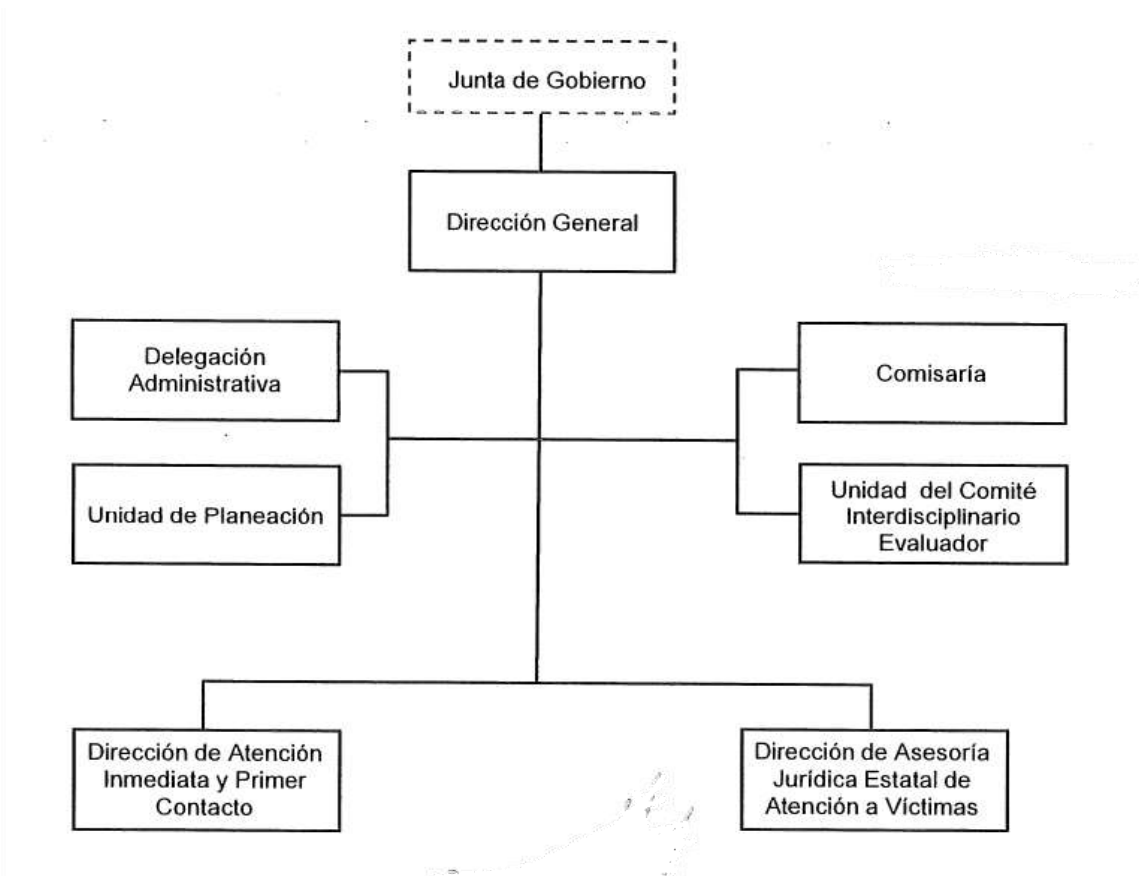 Junta de Gobierno
Dirección General
Delegación
Administrativa
Comisaría
Unidad de Planeación
Unidad del Comité
Interdisciplinario
Evaluador
Dirección de Atención
Inmediata y Primer
Contacto
Dirección de Asesoría
Jurídica Estatal de
Atención a Víctimas